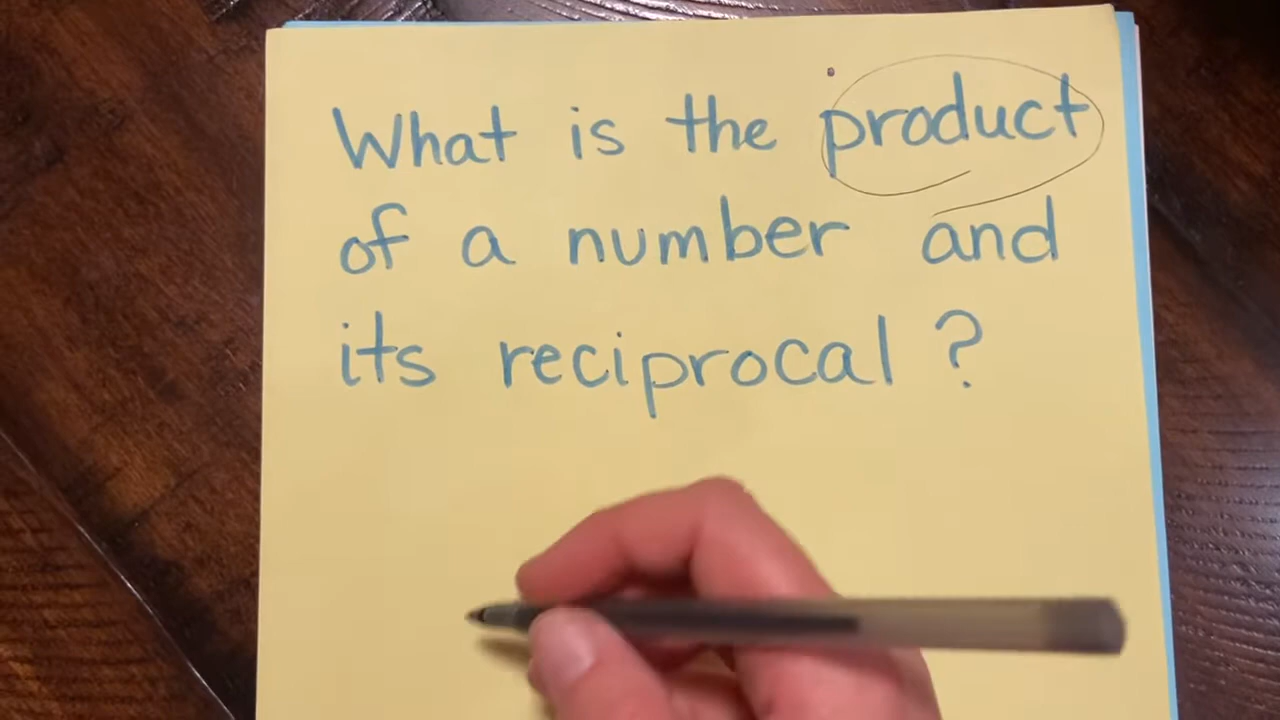 What is the product
of a number and
its reciprocal ?